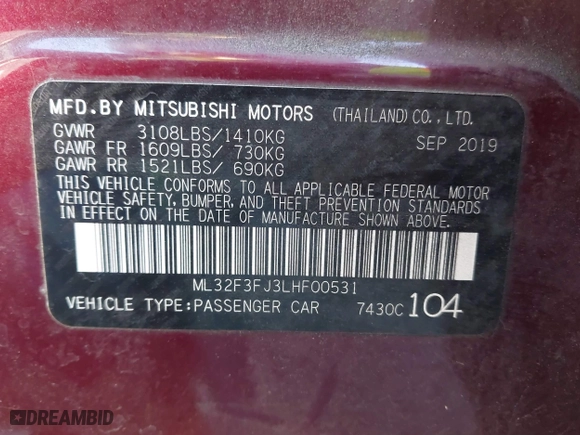 MFD.BY MITSUBISHI MOTORS (THAILAND) CO., LTD.
GVWR 3108LBS/1410KG SEP 2019
GAWR FR 1609LBS/ 730KG
GAWR RR 1521LBS/ 690KG
THIS VEHICLE CONFORMS TO ALL APPLICABLE FEDERAL MOTOR
VEHICLE SAFETY, BUMPER, AND THEFT PREVENTION STANDARDS
IN EFFECT ON THE DATE OF MANUFACTURE SHOWN ABOVE.
ML32F3FJ3LHF00531
VEHICLE TYPE:PASSENGER CAR 7430C 104
DREAMBID